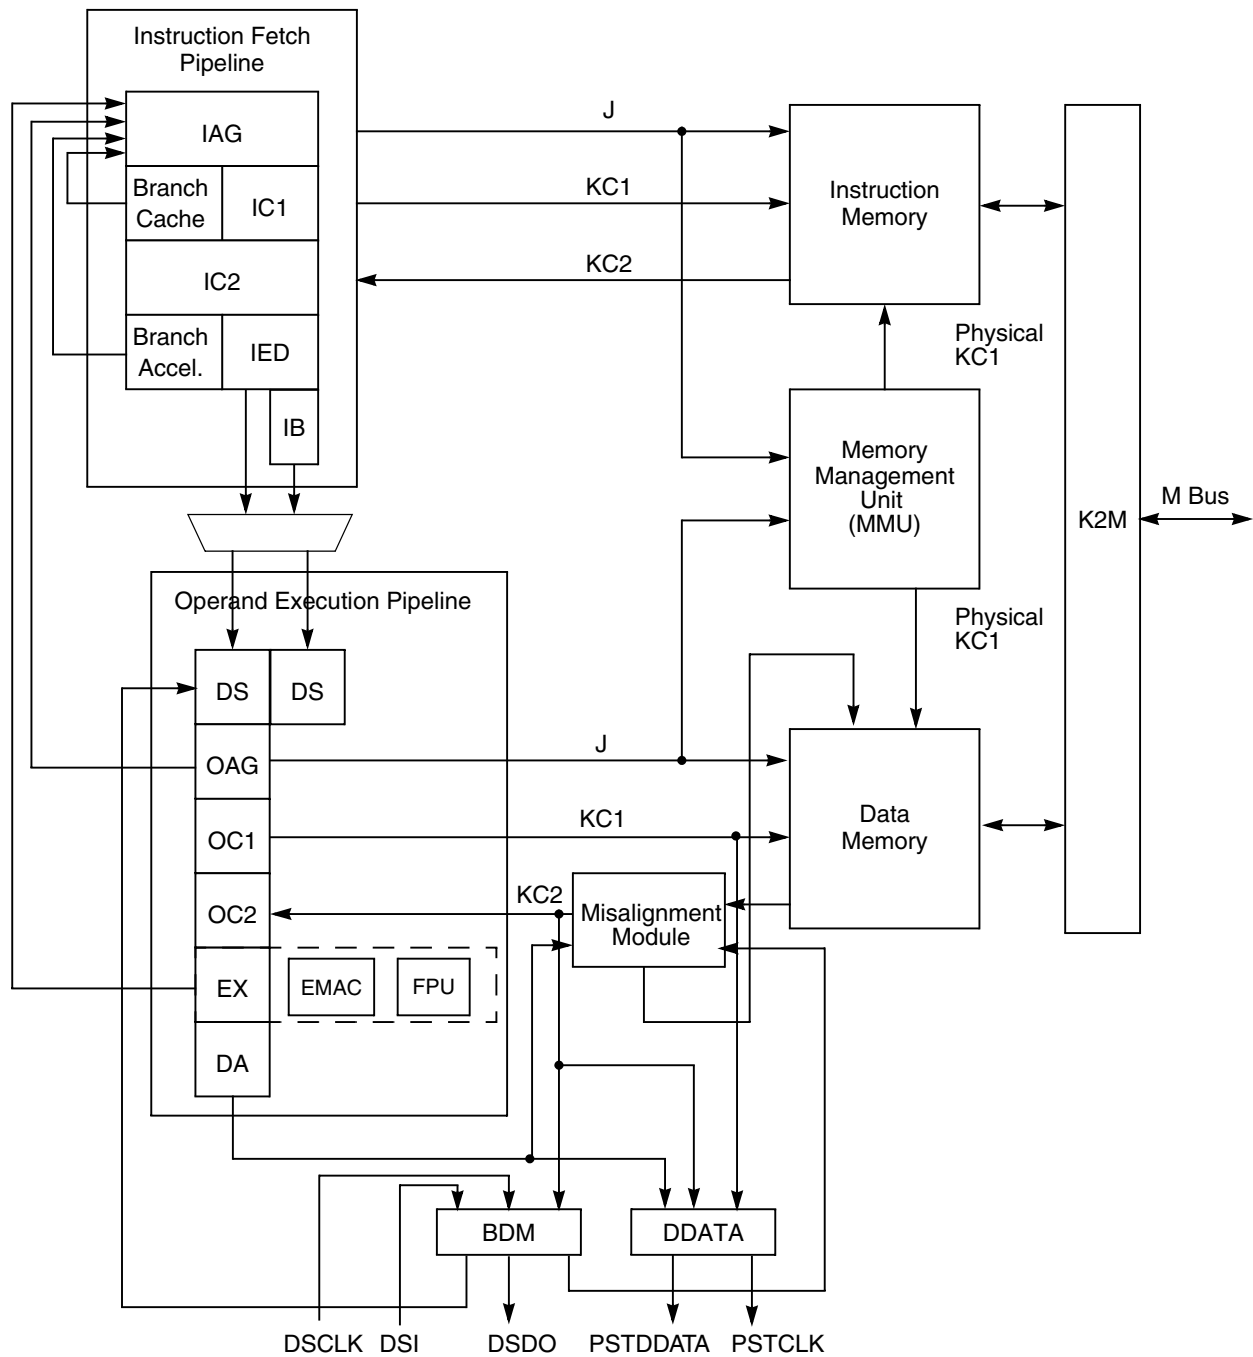 Instruction Fetch
Pipeline
IAG
Branch
Cache
IC1
IC2
Branch
Accel.
IED
IB
J
KC1
KC2
Instruction
Memory
Physical
KC1
Memory
Management
Unit
(MMU)
K2M
M Bus
Physical
KC1
Operand Execution Pipeline
DS
DS
OAG
J
OC1
KC1
Data
Memory
OC2
KC2
Misalignment
Module
EX
EMAC
FPU
DA
BDM
DDATA
DSCLK
DSI
DSDO
PSTDDATA
PSTCLK